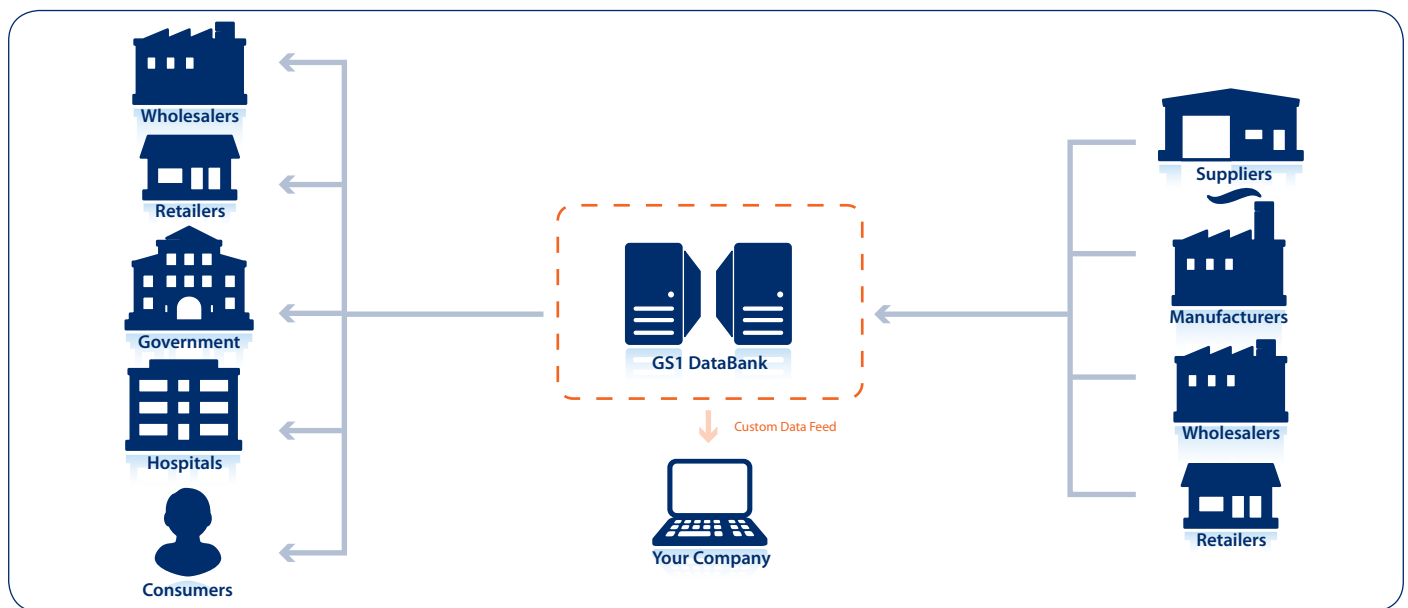 Wholesalers
Retailers
Government
Hospitals
Consumers
GS1 DataBank
Custom Data Feed
Your Company
Suppliers
Manufacturers
Wholesalers
Retailers